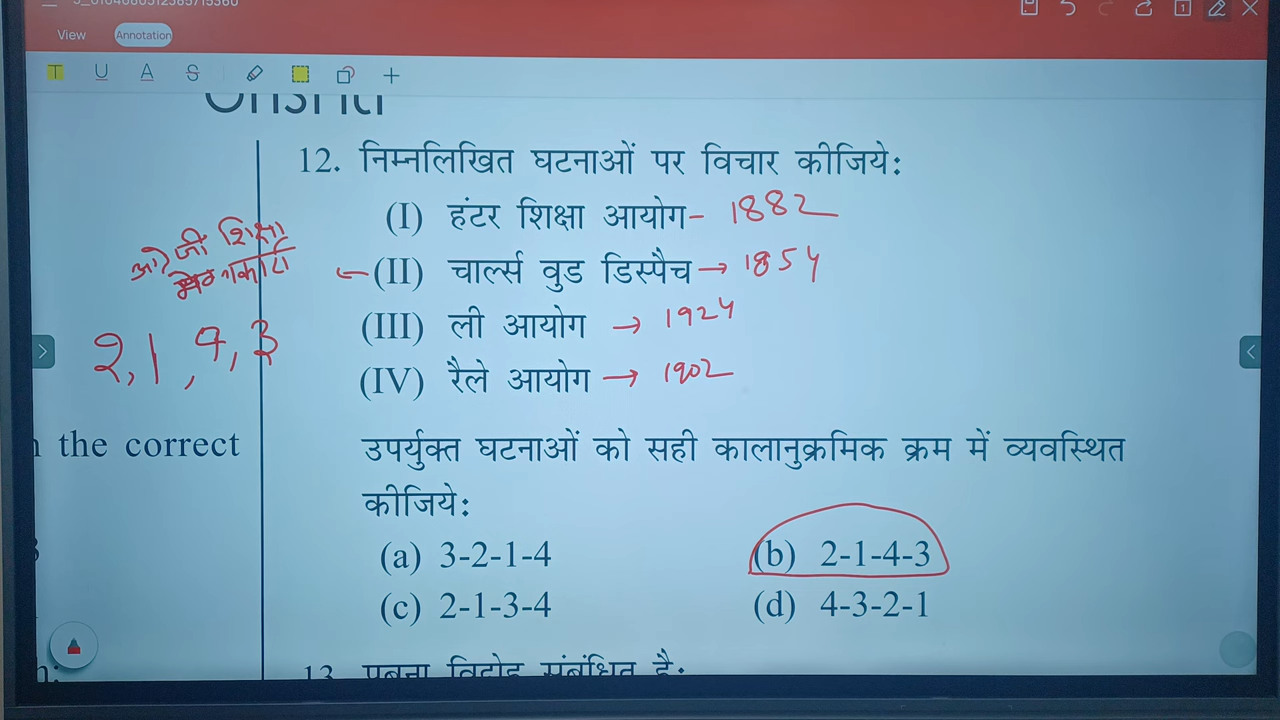 View Annotation
T U A S
12. निम्नलिखित घटनाओं पर विचार कीजिये:
(I) हंटर शिक्षा आयोग- 1882
(II) चार्ल्स वुड डिस्पैच → 1854
(III) ली आयोग → 1924
(IV) रैले आयोग → 1902
शिक्षा
2,1,4,3
the correct
उपर्युक्त घटनाओं को सही कालानुक्रमिक क्रम में व्यवस्थित
कीजिये:
(a) 3-2-1-4 (b) 2-1-4-3
(c) 2-1-3-4 (d) 4-3-2-1
13. पबना विद्रोह संबंधित है: